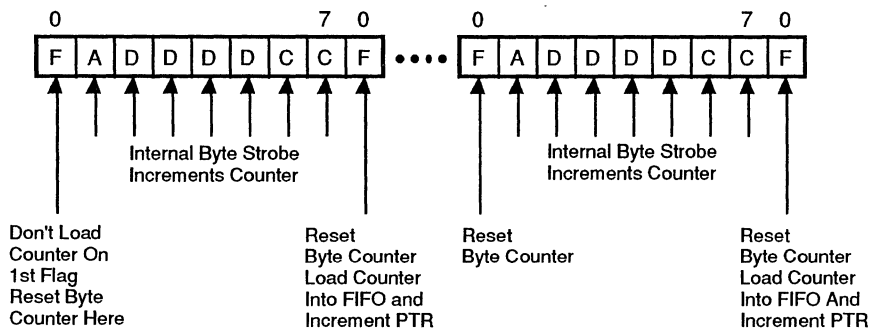 0 7 0 0 7 0
F A D D D D C C F •••• F A D D D D C C F
Internal Byte Strobe
Increments Counter
Internal Byte Strobe
Increments Counter
Don't Load
Counter On
1st Flag
Reset Byte
Counter Here
Reset
Byte Counter
Load Counter
Into FIFO and
Increment PTR
Reset
Byte Counter
Reset
Byte Counter
Load Counter
Into FIFO And
Increment PTR